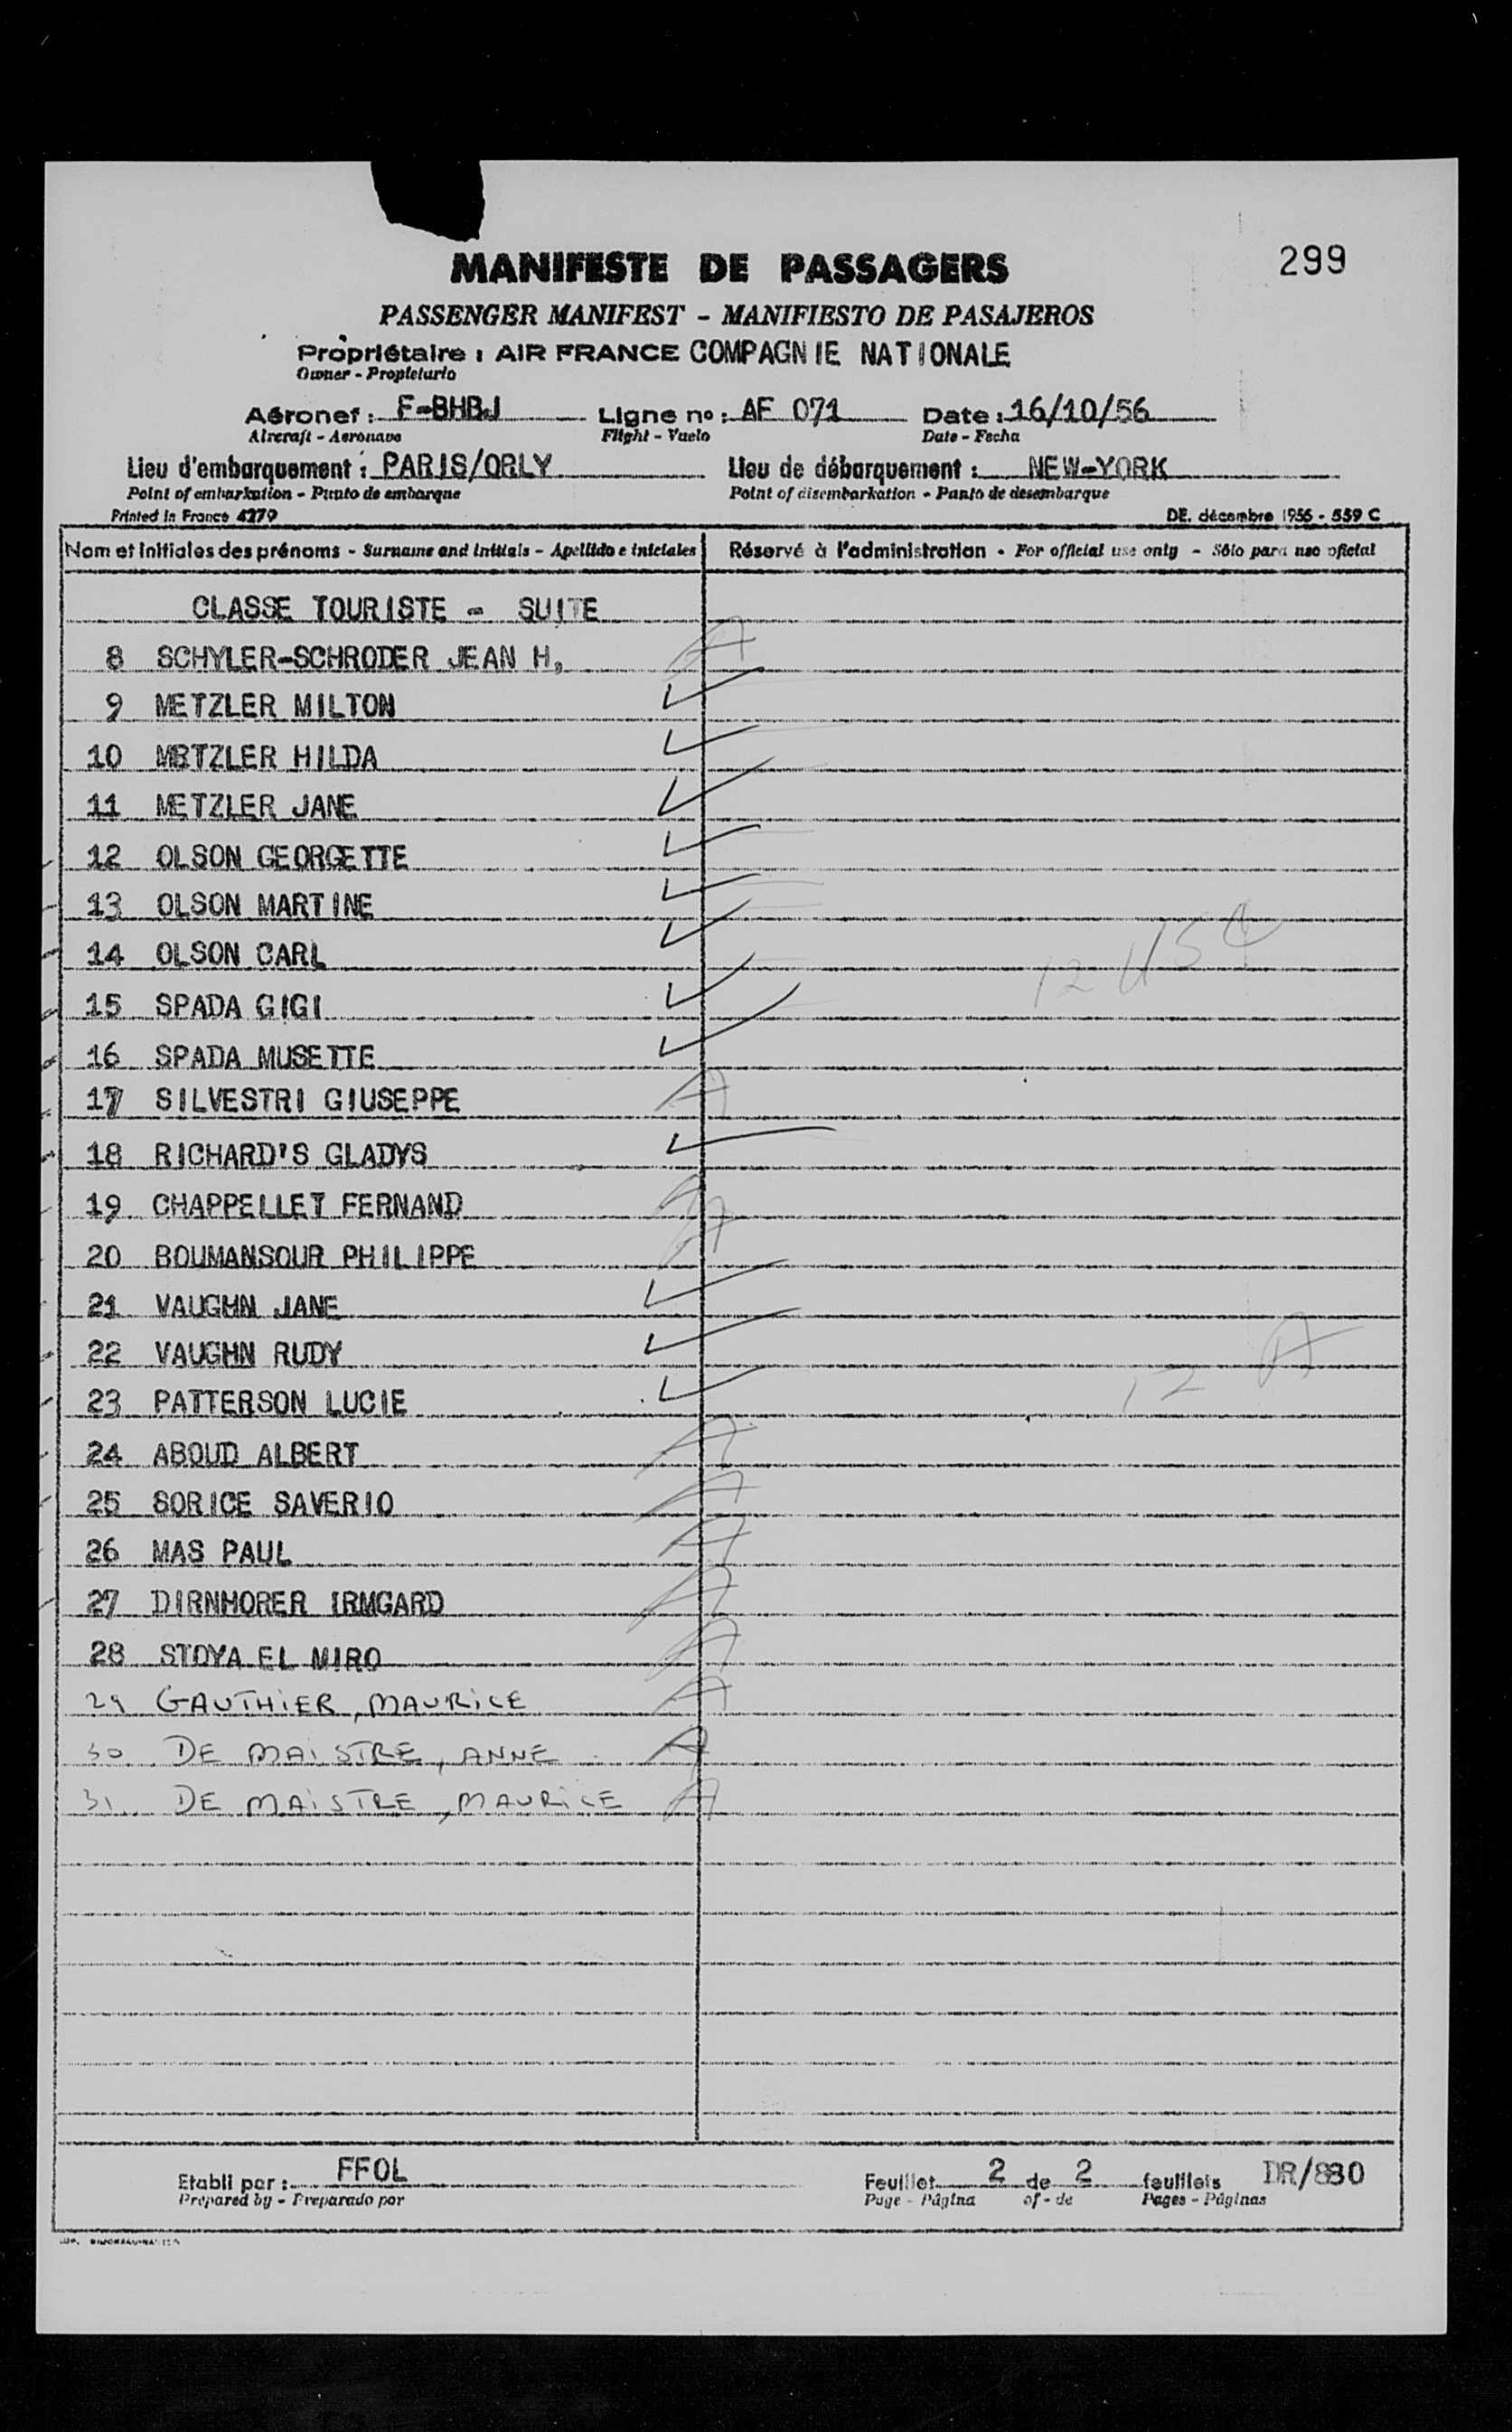 299
MANIFESTE DE PASSAGERS
PASSENGER MANIFEST - MANIFIESTO DE PASAJEROS
Propriétaire : AIR FRANCE COMPAGNIE NATIONALE
Owner - Propietario
Aéronef : F-BHBJ Ligne no : AF 071 Date : 16/10/56
Aircraft - Aeronave Flight - Vuelo Date - Fecha
Lieu d'embarquement : PARIS/ORLY Lieu de débarquement : NEW-YORK
Point of embarkation - Punto de embarque Point of disembarkation - Punto de desembarque
Printed in France 4279 DE. décembre 1956 - 559 C
Nom et initiales des prénoms - Surname and initials - Apellido e iniciales Réservé à l'administration - For official use only - Sólo para uso oficial
CLASSE TOURISTE - SUITE
8 SCHYLER-SCHRODER JEAN H, A
9 METZLER MILTON
10 METZLER HILDA
11 METZLER JANE
12 OLSON GEORGETTE
13 OLSON MARTINE
14 OLSON CARL 12 USC
15 SPADA GIGI
16 SPADA MUSETTE
17 SILVESTRI GIUSEPPE A
18 RICHARD'S GLADYS
19 CHAPPELLET FERNAND A
20 BOUMANSOUR PHILIPPE A
21 VAUGHN JANE
22 VAUGHN RUDY
23 PATTERSON LUCIE 12 A
24 ABOUD ALBERT A
25 SORICE SAVERIO A
26 MAS PAUL A
27 DIRNHORER IRMGARD A
28 STOYA EL MIRO A
29 GAUTHIER, MAURICE A
30 DE MAISTRE, ANNE A
31 DE MAISTRE, MAURICE A
Etabli par : FFOL Feuillet 2 de 2 feuillets DR/830
Prepared by - Preparado por Page - Página of - de Pages - Páginas